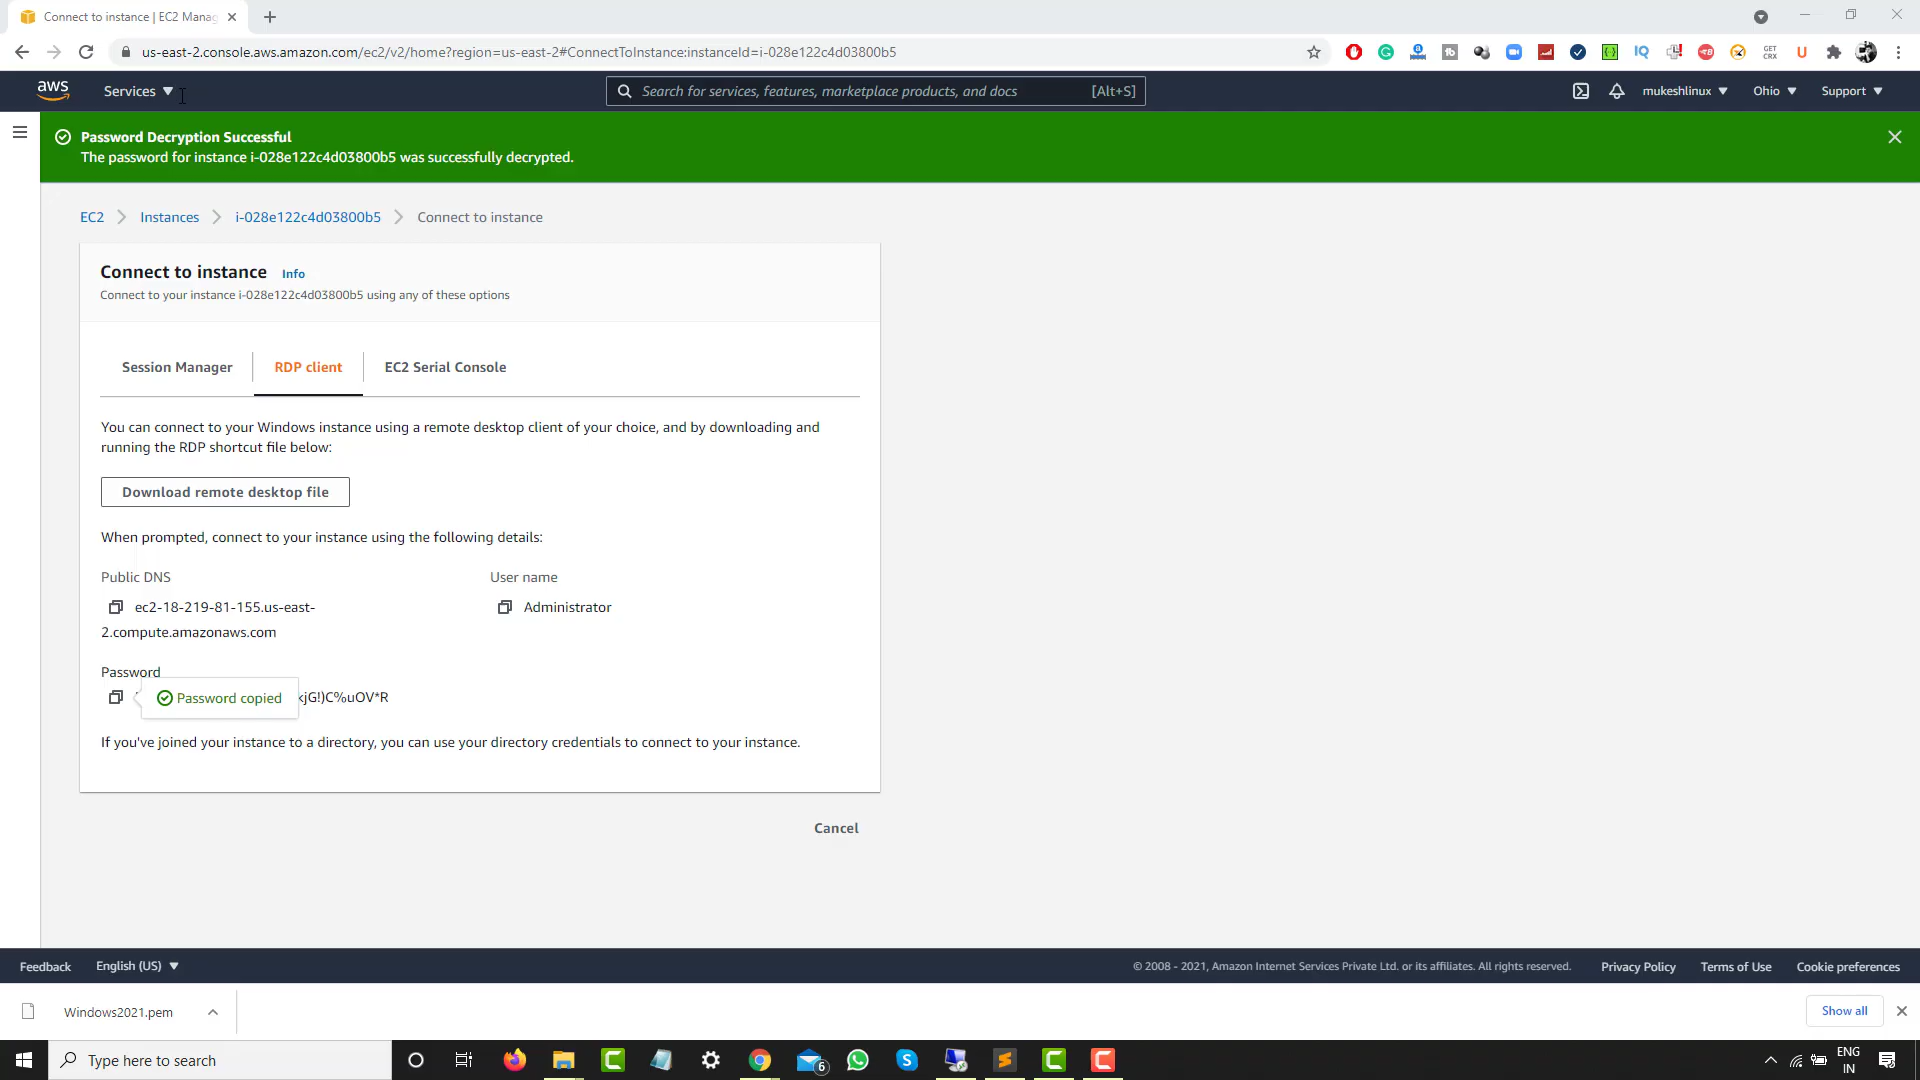 Connect to instance | EC2 Manag
us-east-2.console.aws.amazon.com/ec2/v2/home?region=us-east-2#ConnectToInstance:instanceId=i-028e122c4d03800b5
aws
Services
Search for services, features, marketplace products, and docs
[Alt+S]
mukeshlinux
Ohio
Support
Password Decryption Successful
The password for instance i-028e122c4d03800b5 was successfully decrypted.
EC2
Instances
i-028e122c4d03800b5
Connect to instance
Connect to instance Info
Connect to your instance i-028e122c4d03800b5 using any of these options
Session Manager
RDP client
EC2 Serial Console
You can connect to your Windows instance using a remote desktop client of your choice, and by downloading and
running the RDP shortcut file below:
Download remote desktop file
When prompted, connect to your instance using the following details:
Public DNS
User name
ec2-18-219-81-155.us-east-
Administrator
2.compute.amazonaws.com
Password
Password copied
kjG!)C%uOV*R
If you've joined your instance to a directory, you can use your directory credentials to connect to your instance.
Cancel
Feedback
English (US)
© 2008 - 2021, Amazon Internet Services Private Ltd. or its affiliates. All rights reserved.
Privacy Policy
Terms of Use
Cookie preferences
Windows2021.pem
Show all
Type here to search
6
ENG
IN